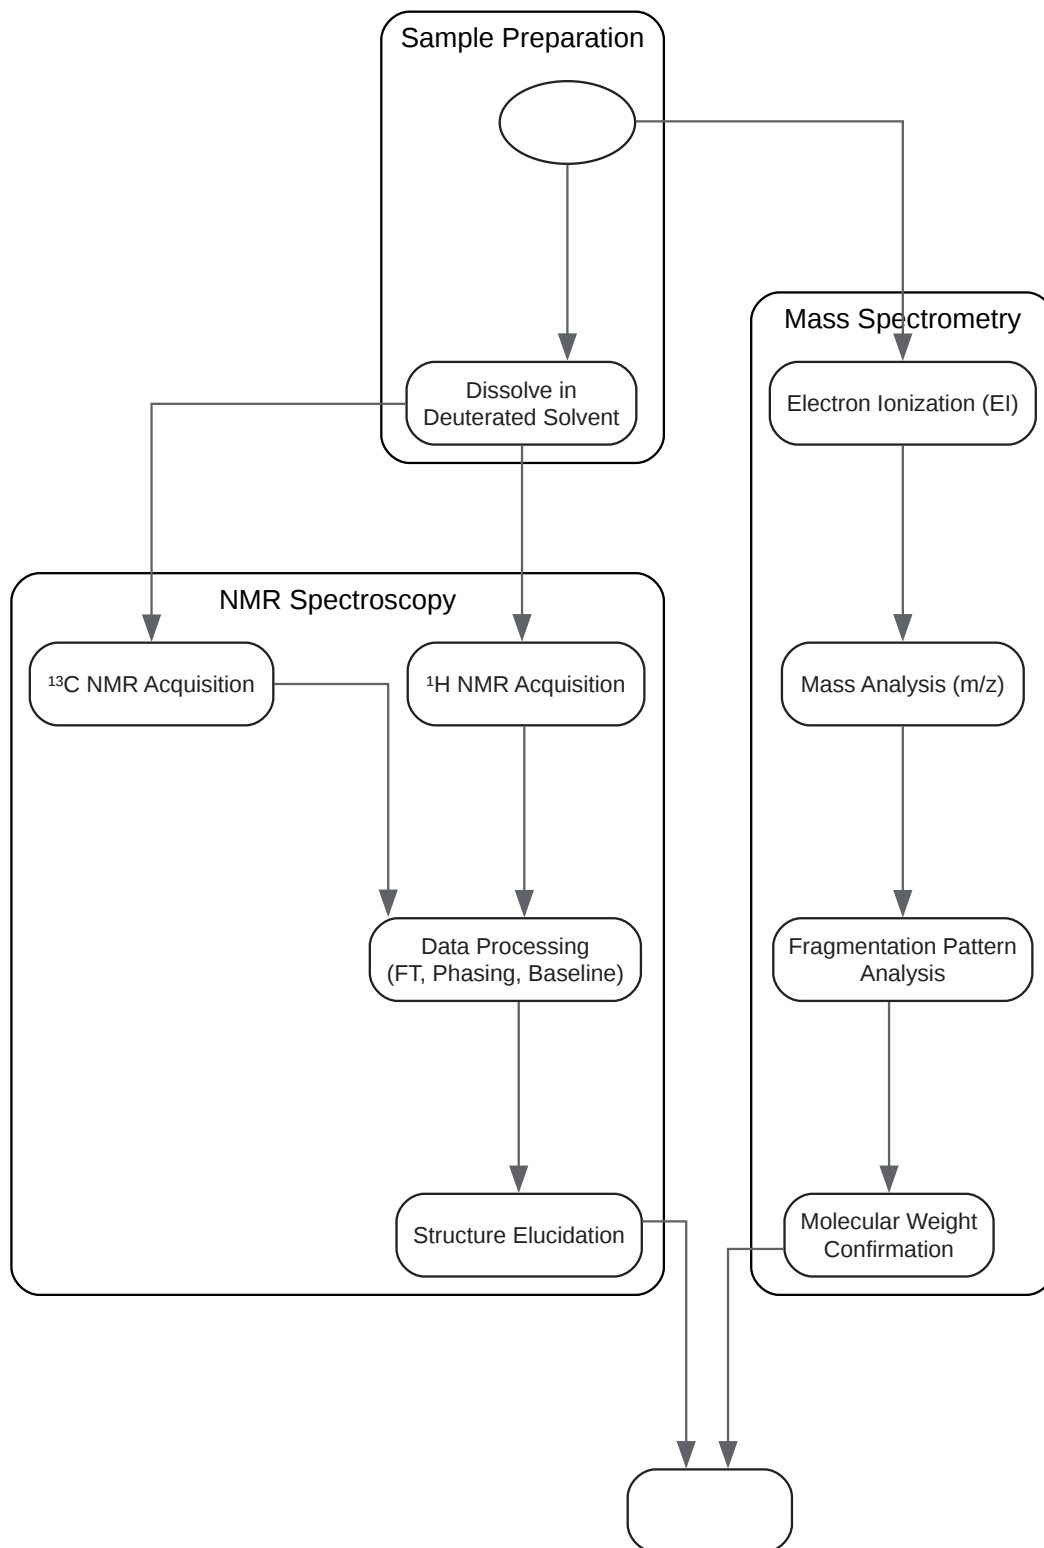 Sample Preparation
Dissolve in
Deuterated Solvent
Mass Spectrometry
Electron Ionization (EI)
NMR Spectroscopy
¹³C NMR Acquisition
¹H NMR Acquisition
Mass Analysis (m/z)
Data Processing
(FT, Phasing, Baseline)
Fragmentation Pattern
Analysis
Structure Elucidation
Molecular Weight
Confirmation